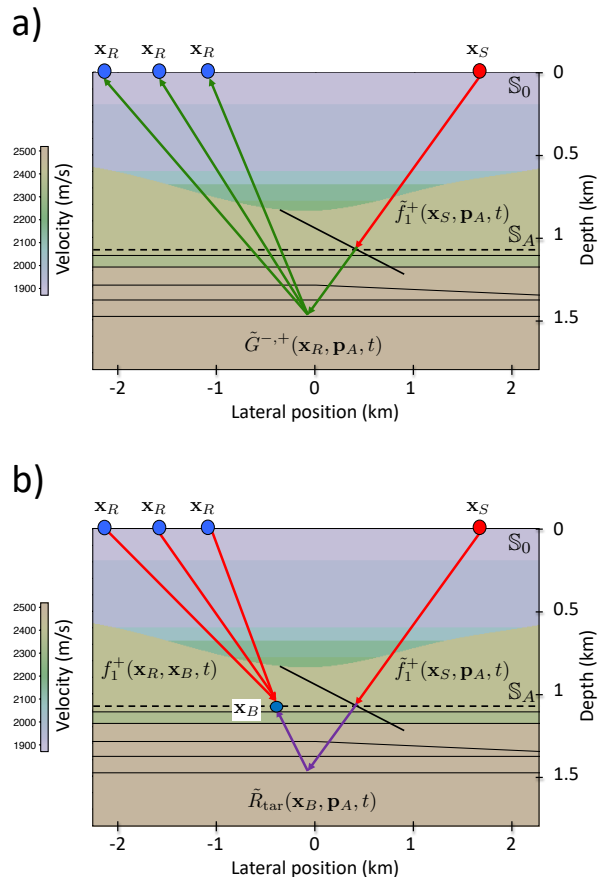 a)
𝐱_R 𝐱_R 𝐱_R 𝐱_S
𝕊_0
0
0.5
1
1.5
Depth (km)
2500
2400
2300
2200
2100
2000
1900
Velocity (m/s)
f̃_1^+(𝐱_S, 𝐩_A, t)
𝕊_A
G̃^{−,+}(𝐱_R, 𝐩_A, t)
-2 -1 0 1 2
Lateral position (km)
b)
𝐱_R 𝐱_R 𝐱_R 𝐱_S
𝕊_0
0
0.5
1
1.5
Depth (km)
2500
2400
2300
2200
2100
2000
1900
Velocity (m/s)
f_1^+(𝐱_R, 𝐱_B, t) f̃_1^+(𝐱_S, 𝐩_A, t)
𝕊_A
𝐱_B
R̃_tar(𝐱_B, 𝐩_A, t)
-2 -1 0 1 2
Lateral position (km)